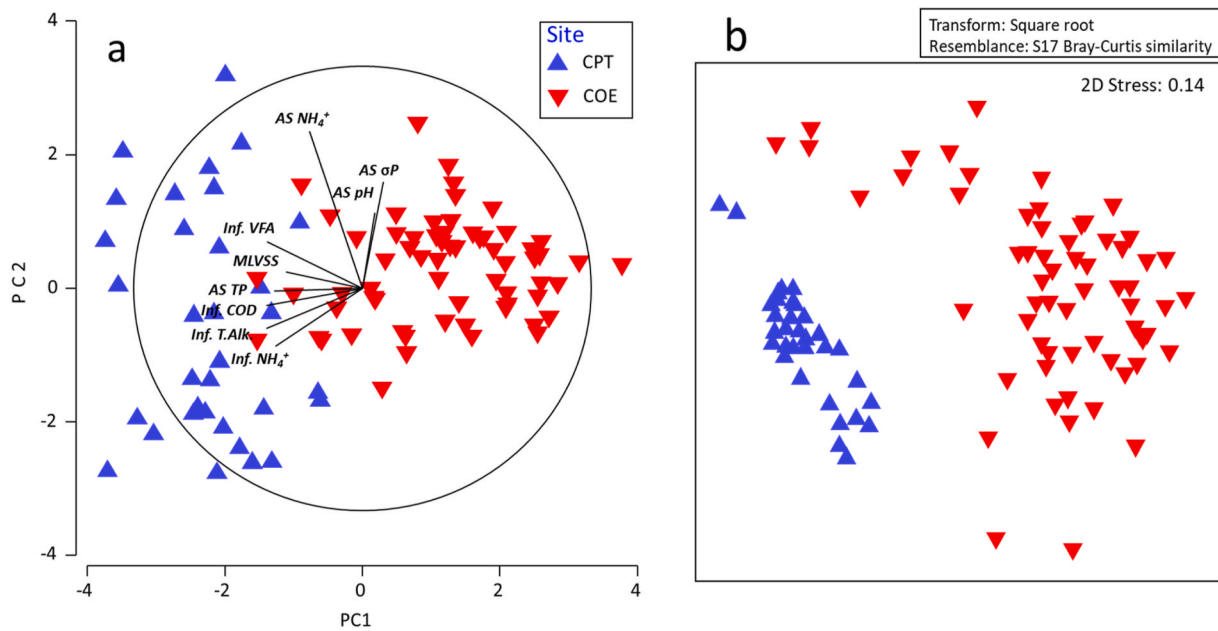 a
Site
CPT
COE
AS NH₄⁺
AS σP
AS pH
Inf. VFA
MLVSS
AS TP
Inf. COD
Inf. T.Alk
Inf. NH₄⁺
4
2
0
-2
-4
PC2
-4
-2
0
2
4
PC1
b
Transform: Square root
Resemblance: S17 Bray-Curtis similarity
2D Stress: 0.14